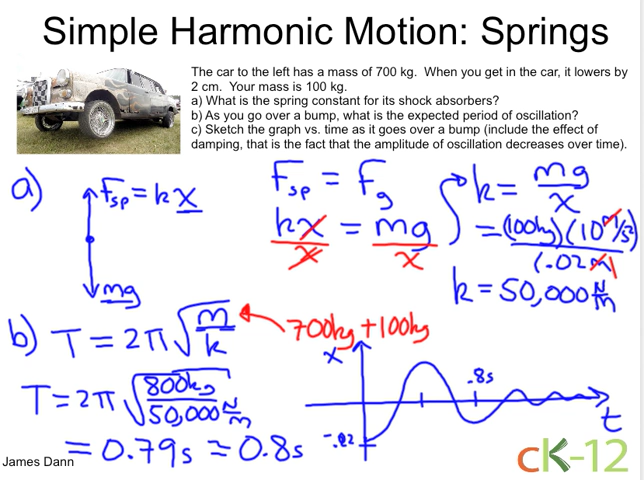 Simple Harmonic Motion: Springs
The car to the left has a mass of 700 kg. When you get in the car, it lowers by
2 cm. Your mass is 100 kg.
a) What is the spring constant for its shock absorbers?
b) As you go over a bump, what is the expected period of oscillation?
c) Sketch the graph vs. time as it goes over a bump (include the effect of
damping, that is the fact that the amplitude of oscillation decreases over time).
a)
Fsp = kx
mg
Fsp = Fg
kx = mg
x x
k = mg/x
= (100kg)(10 m/s²)/(.02m)
k = 50,000 N/m
b) T = 2π√(m/k)
700kg + 100kg
T = 2π√(800kg/50,000 N/m)
= 0.79s ≈ 0.8s
x
.8s
-.02
t
James Dann
cK-12